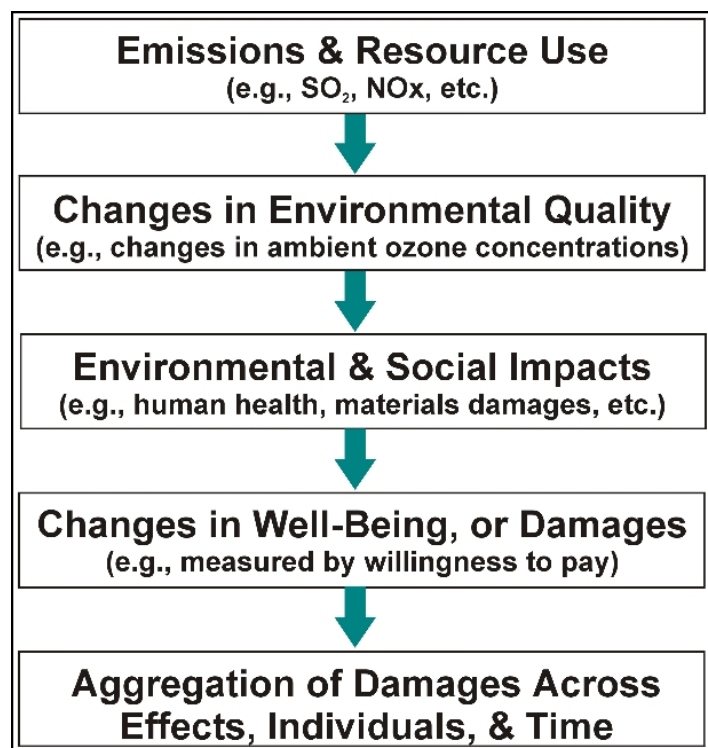 Emissions & Resource Use
(e.g., SO₂, NOx, etc.)
Changes in Environmental Quality
(e.g., changes in ambient ozone concentrations)
Environmental & Social Impacts
(e.g., human health, materials damages, etc.)
Changes in Well-Being, or Damages
(e.g., measured by willingness to pay)
Aggregation of Damages Across
Effects, Individuals, & Time